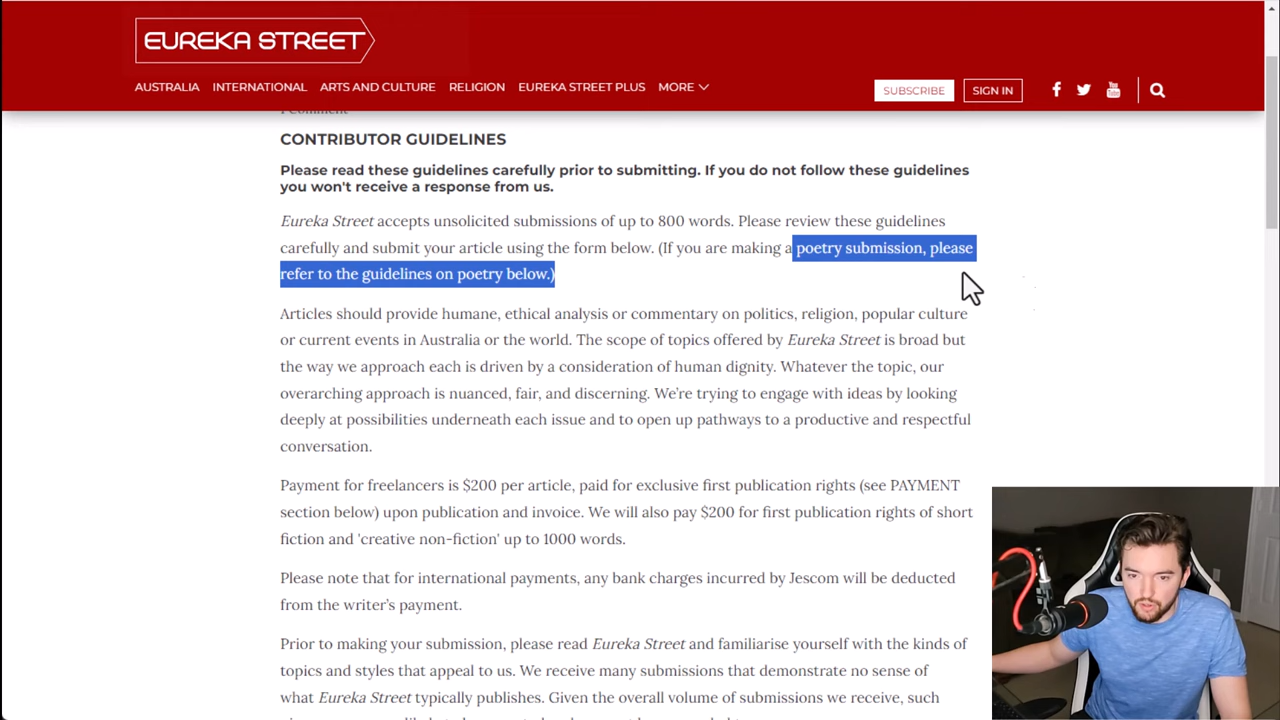 EUREKA STREET
AUSTRALIA INTERNATIONAL ARTS AND CULTURE RELIGION EUREKA STREET PLUS MORE SUBSCRIBE SIGN IN
CONTRIBUTOR GUIDELINES
Please read these guidelines carefully prior to submitting. If you do not follow these guidelines
you won't receive a response from us.
Eureka Street accepts unsolicited submissions of up to 800 words. Please review these guidelines
carefully and submit your article using the form below. (If you are making a poetry submission, please
refer to the guidelines on poetry below.)
Articles should provide humane, ethical analysis or commentary on politics, religion, popular culture
or current events in Australia or the world. The scope of topics offered by Eureka Street is broad but
the way we approach each is driven by a consideration of human dignity. Whatever the topic, our
overarching approach is nuanced, fair, and discerning. We’re trying to engage with ideas by looking
deeply at possibilities underneath each issue and to open up pathways to a productive and respectful
conversation.
Payment for freelancers is $200 per article, paid for exclusive first publication rights (see PAYMENT
section below) upon publication and invoice. We will also pay $200 for first publication rights of short
fiction and 'creative non-fiction' up to 1000 words.
Please note that for international payments, any bank charges incurred by Jescom will be deducted
from the writer’s payment.
Prior to making your submission, please read Eureka Street and familiarise yourself with the kinds of
topics and styles that appeal to us. We receive many submissions that demonstrate no sense of
what Eureka Street typically publishes. Given the overall volume of submissions we receive, such